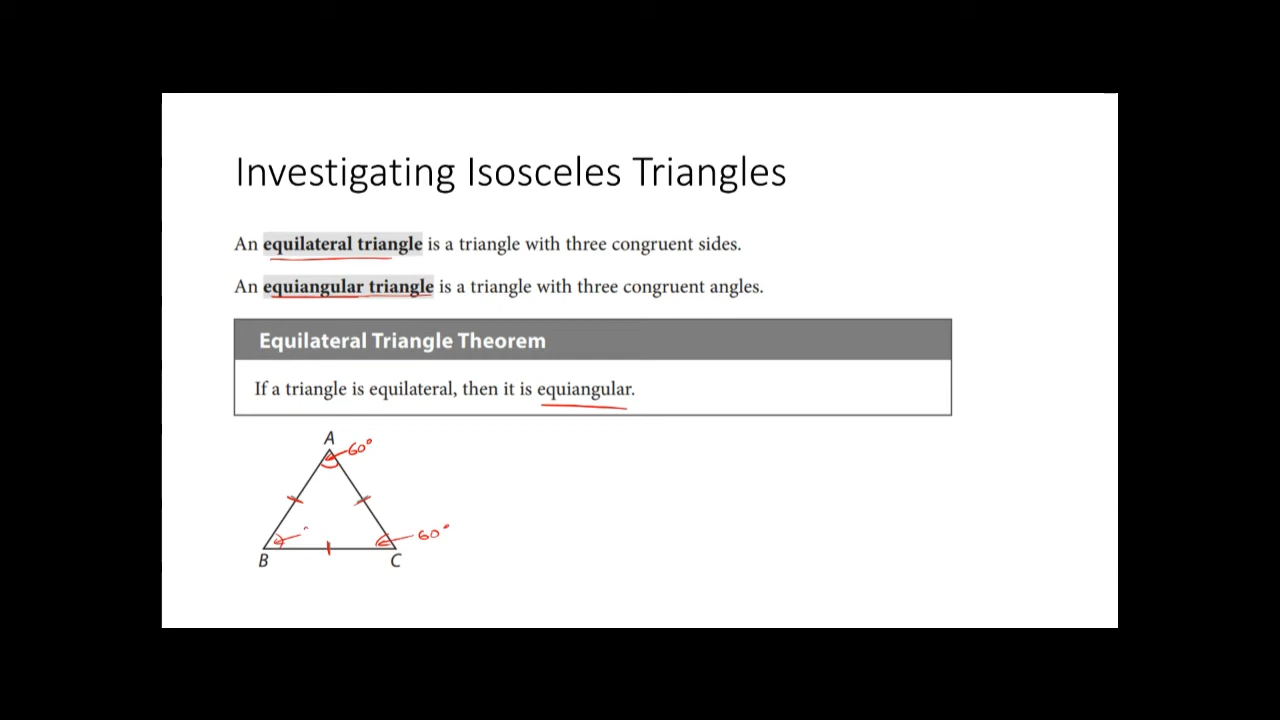 Investigating Isosceles Triangles
An equilateral triangle is a triangle with three congruent sides.
An equiangular triangle is a triangle with three congruent angles.
Equilateral Triangle Theorem
If a triangle is equilateral, then it is equiangular.
A
60°
60°
B
C